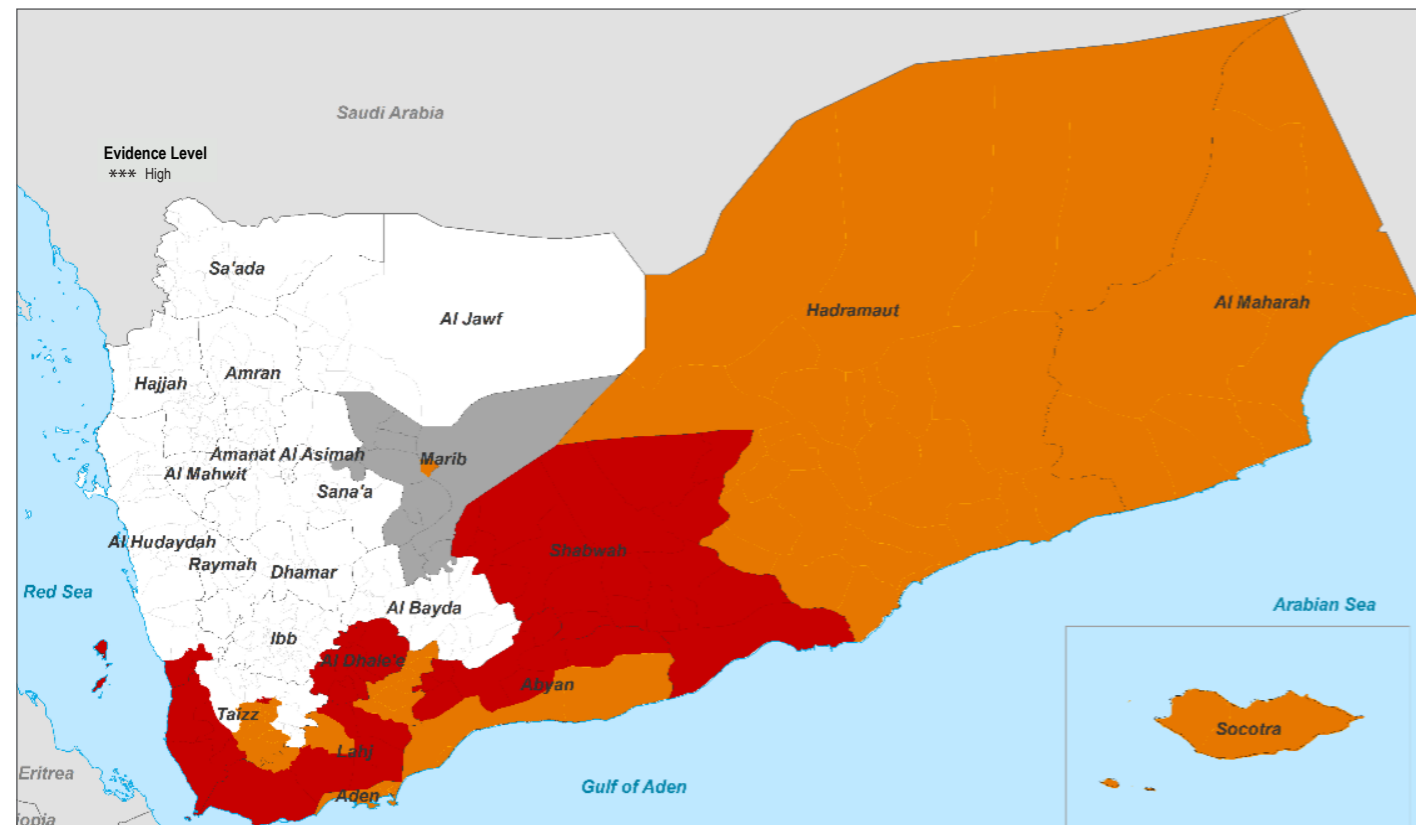 Saudi Arabia
Evidence Level
*** High
Sa'ada
Al Jawf
Hadramaut
Al Maharah
Hajjah
Amran
Amanat Al Asimah
Marib
Al Mahwit
Sana'a
Al Hudaydah
Raymah
Dhamar
Shabwah
Red Sea
Al Bayda
Arabian Sea
Ibb
Al Dhale'e
Abyan
Taizz
Socotra
Lahj
Eritrea
Gulf of Aden
Aden
iopia